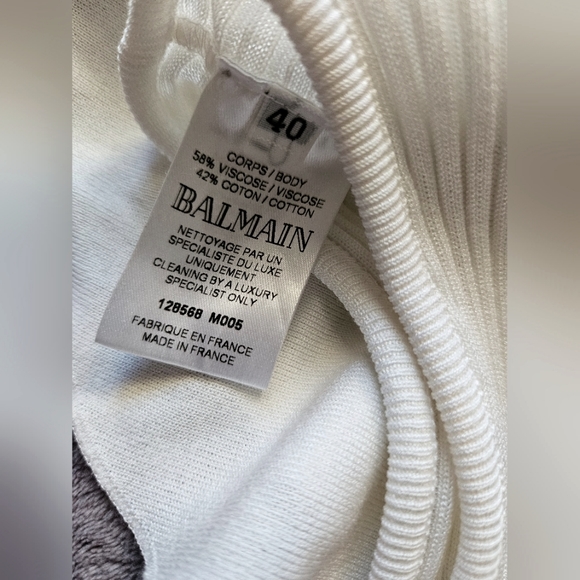 40
CORPS / BODY
58% VISCOSE / VISCOSE
42% COTON / COTTON
BALMAIN
NETTOYAGE PAR UN
SPECIALISTE DU LUXE
UNIQUEMENT
CLEANING BY A LUXURY
SPECIALIST ONLY
128568 M005
FABRIQUE EN FRANCE
MADE IN FRANCE